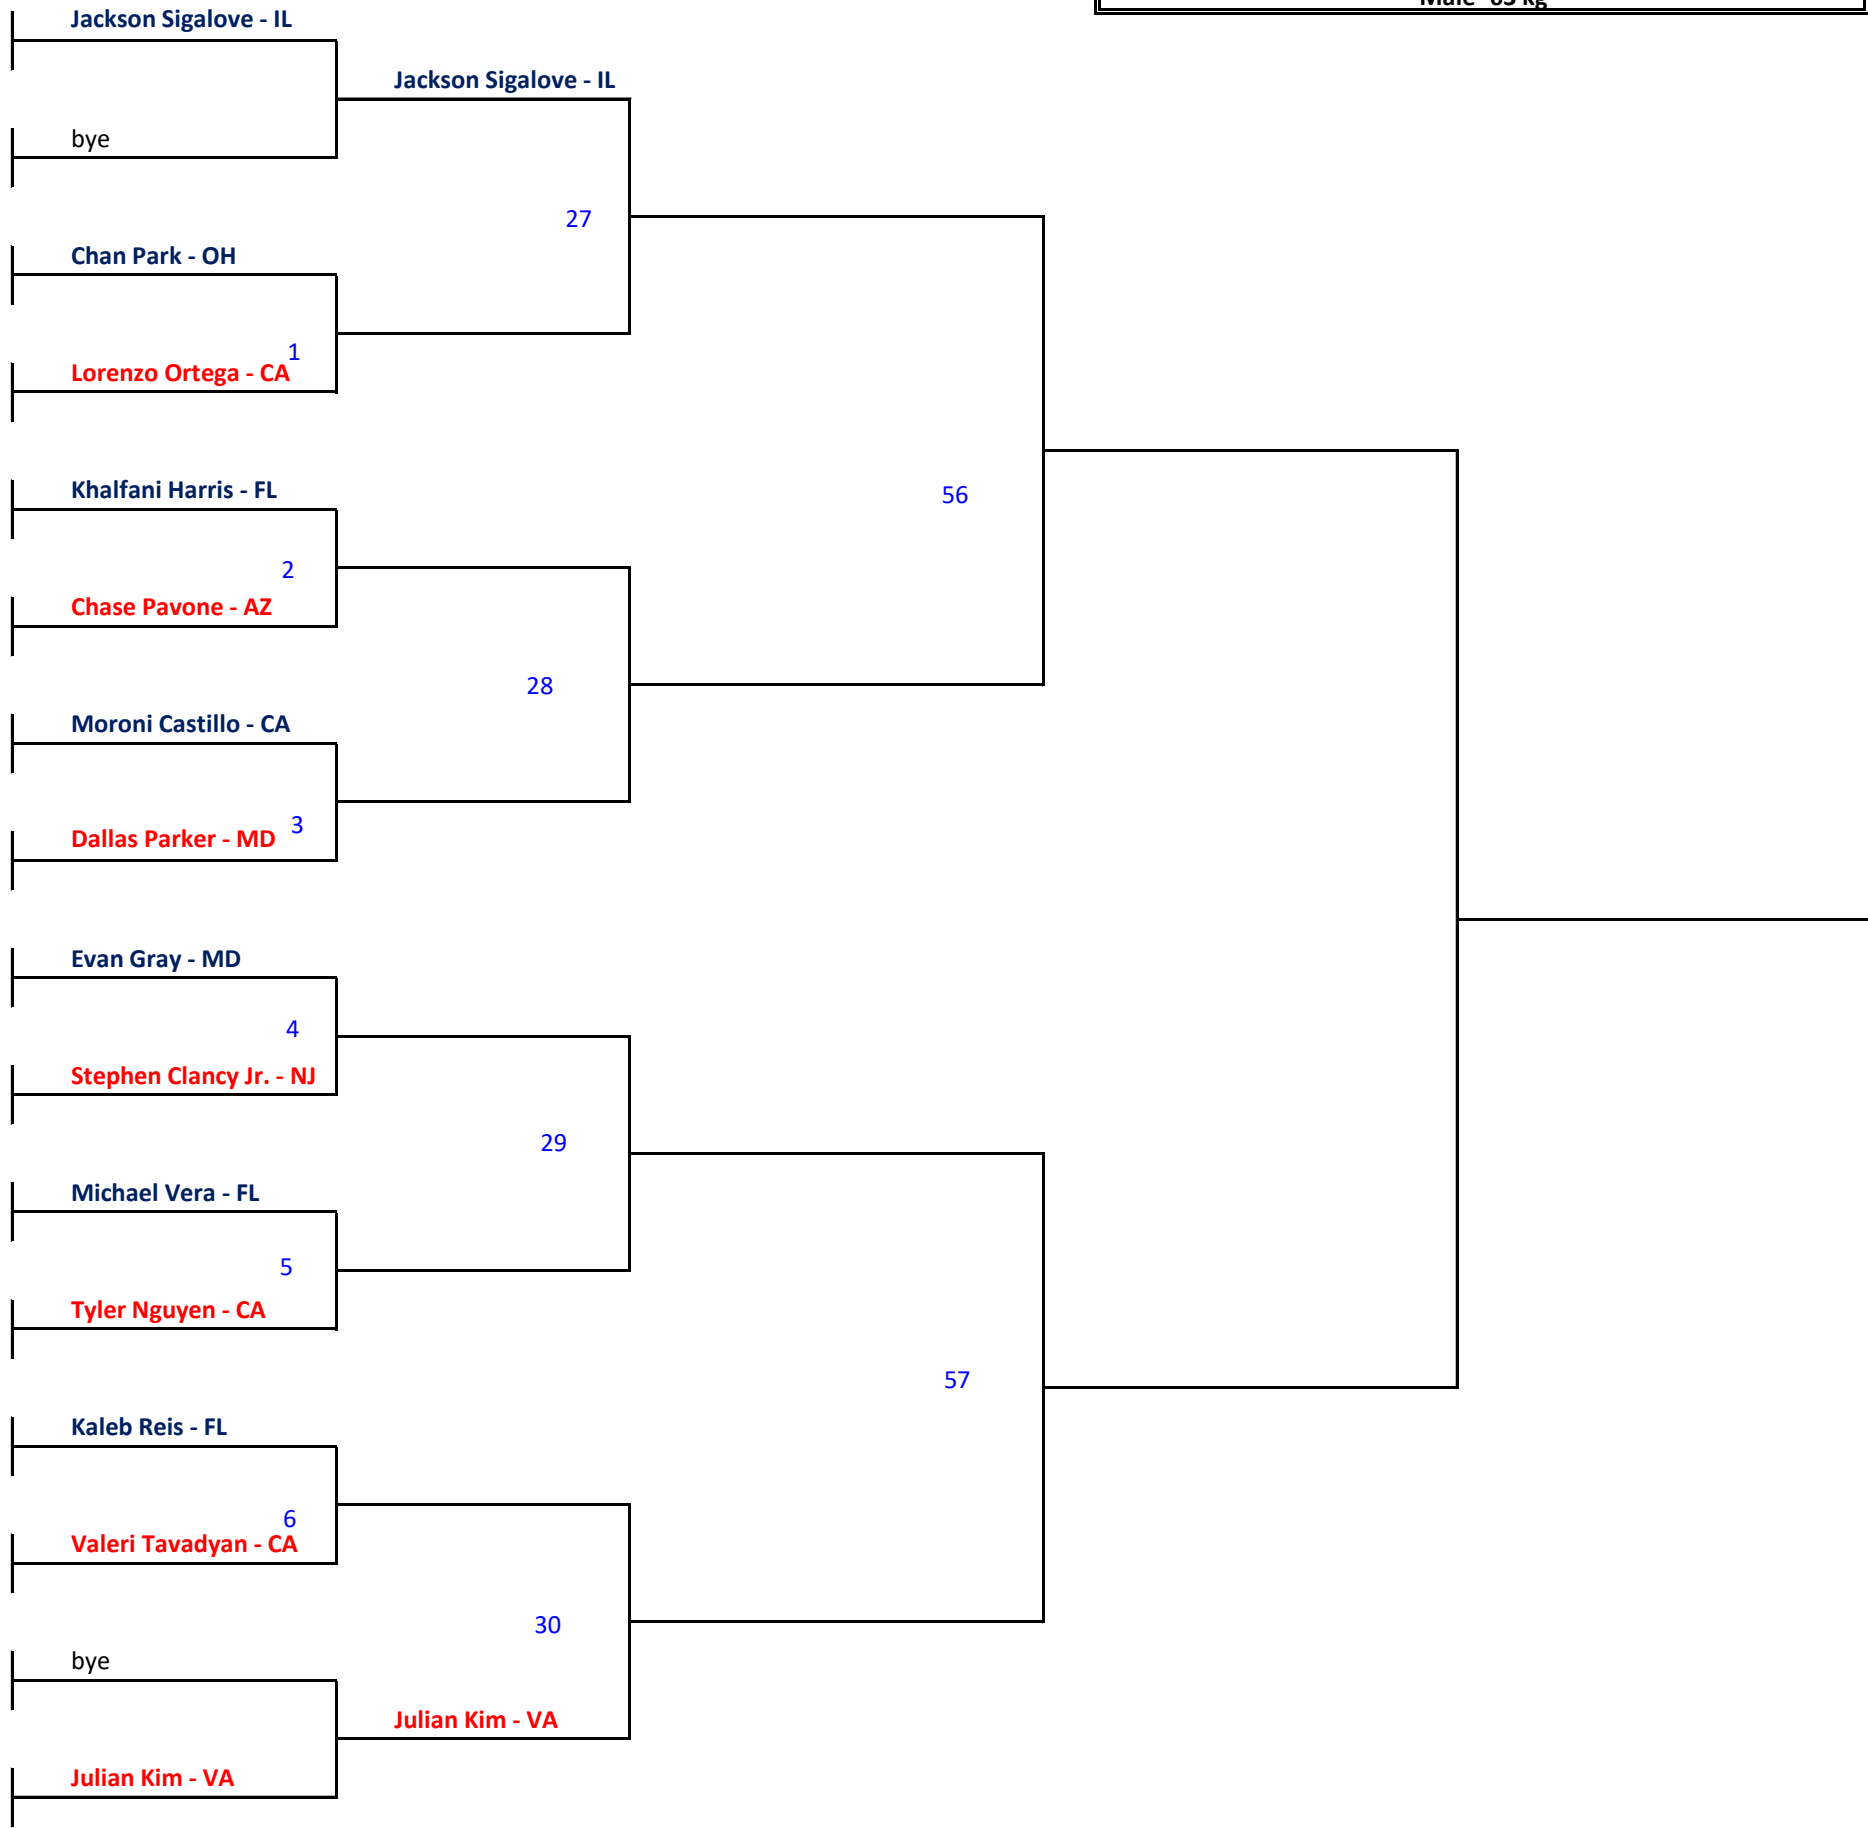 Jackson Sigalove - IL
Male -63 kg
Jackson Sigalove - IL
bye
27
Chan Park - OH
1
Lorenzo Ortega - CA
Khalfani Harris - FL
56
2
Chase Pavone - AZ
28
Moroni Castillo - CA
3
Dallas Parker - MD
Evan Gray - MD
4
Stephen Clancy Jr. - NJ
29
Michael Vera - FL
5
Tyler Nguyen - CA
57
Kaleb Reis - FL
6
Valeri Tavadyan - CA
30
bye
Julian Kim - VA
Julian Kim - VA